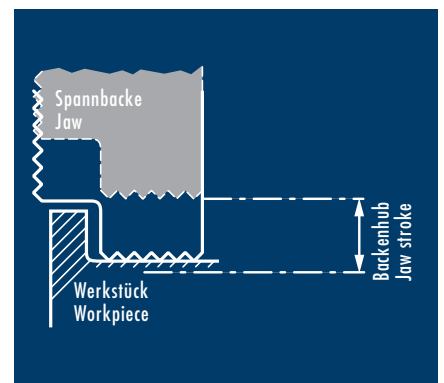 Spannbacke
Jaw
Backenhub
Jaw stroke
Werkstück
Workpiece